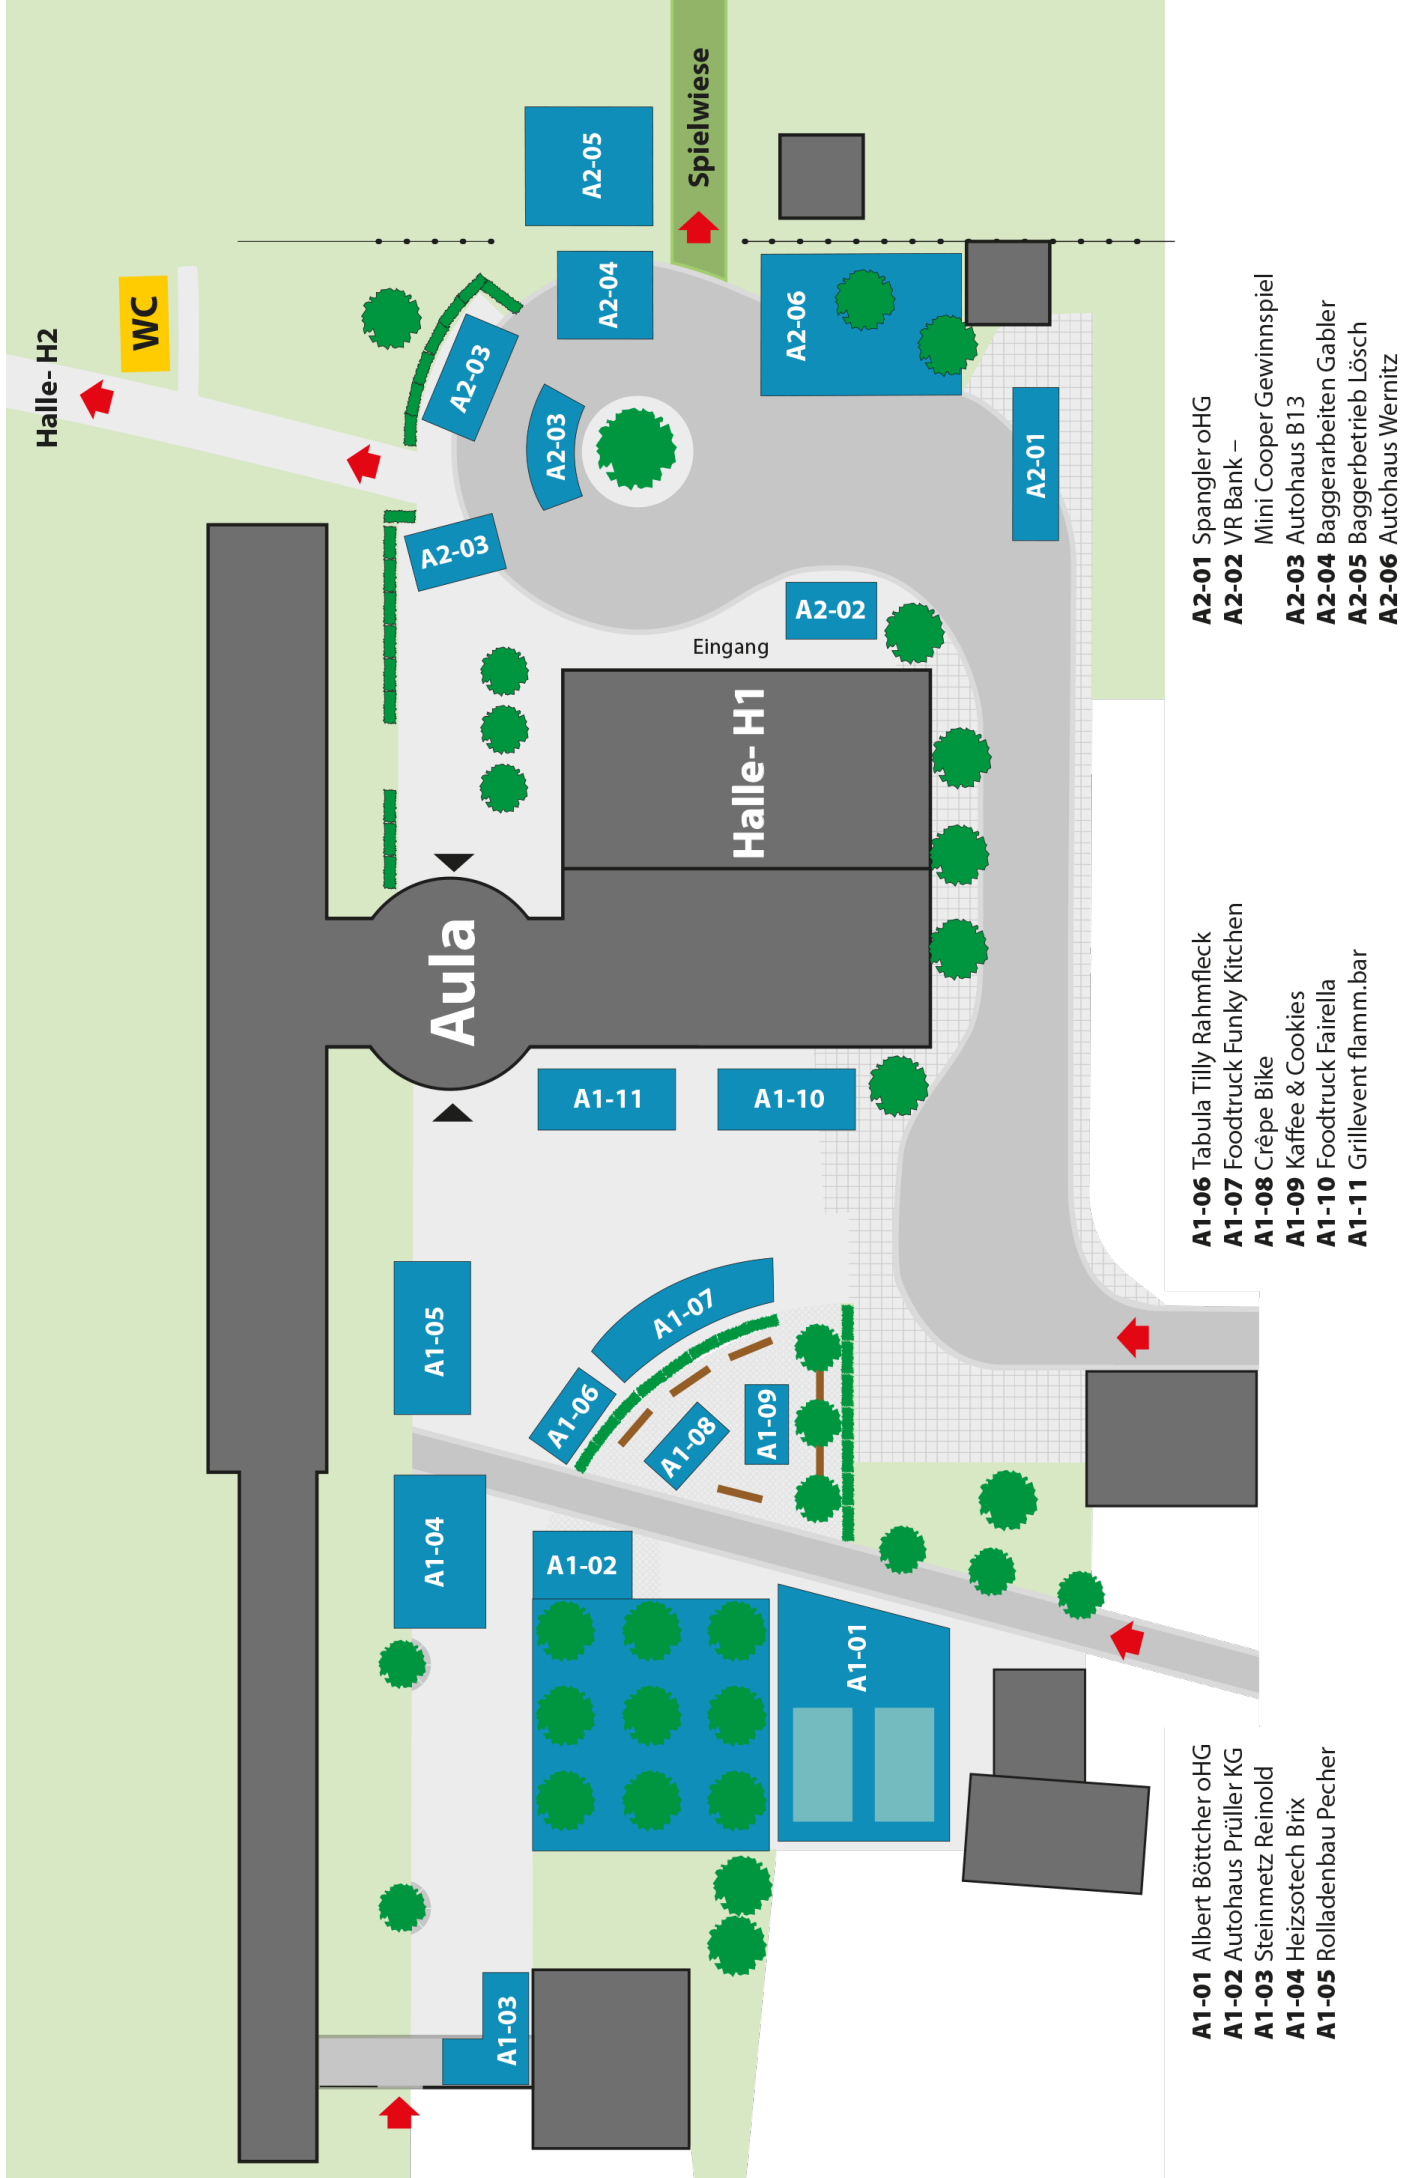 Halle- H2
WC
Spielwiese
A2-05
A2-04
A2-03
A2-03
A2-03
A2-06
A2-01
A2-02
Eingang
Halle- H1
Aula
A1-11
A1-10
A1-05
A1-07
A1-06
A1-08
A1-09
A1-04
A1-02
A1-01
A1-03
A1-01 Albert Böttcher oHG
A1-02 Autohaus Prüller KG
A1-03 Steinmetz Reinold
A1-04 Heizsotech Brix
A1-05 Rolladenbau Pecher
A1-06 Tabula Tilly Rahmfleck
A1-07 Foodtruck Funky Kitchen
A1-08 Crêpe Bike
A1-09 Kaffee & Cookies
A1-10 Foodtruck Fairella
A1-11 Grillevent flamm.bar
A2-01 Spangler oHG
A2-02 VR Bank –
Mini Cooper Gewinnspiel
A2-03 Autohaus B13
A2-04 Baggerarbeiten Gabler
A2-05 Baggerbetrieb Lösch
A2-06 Autohaus Wernitz